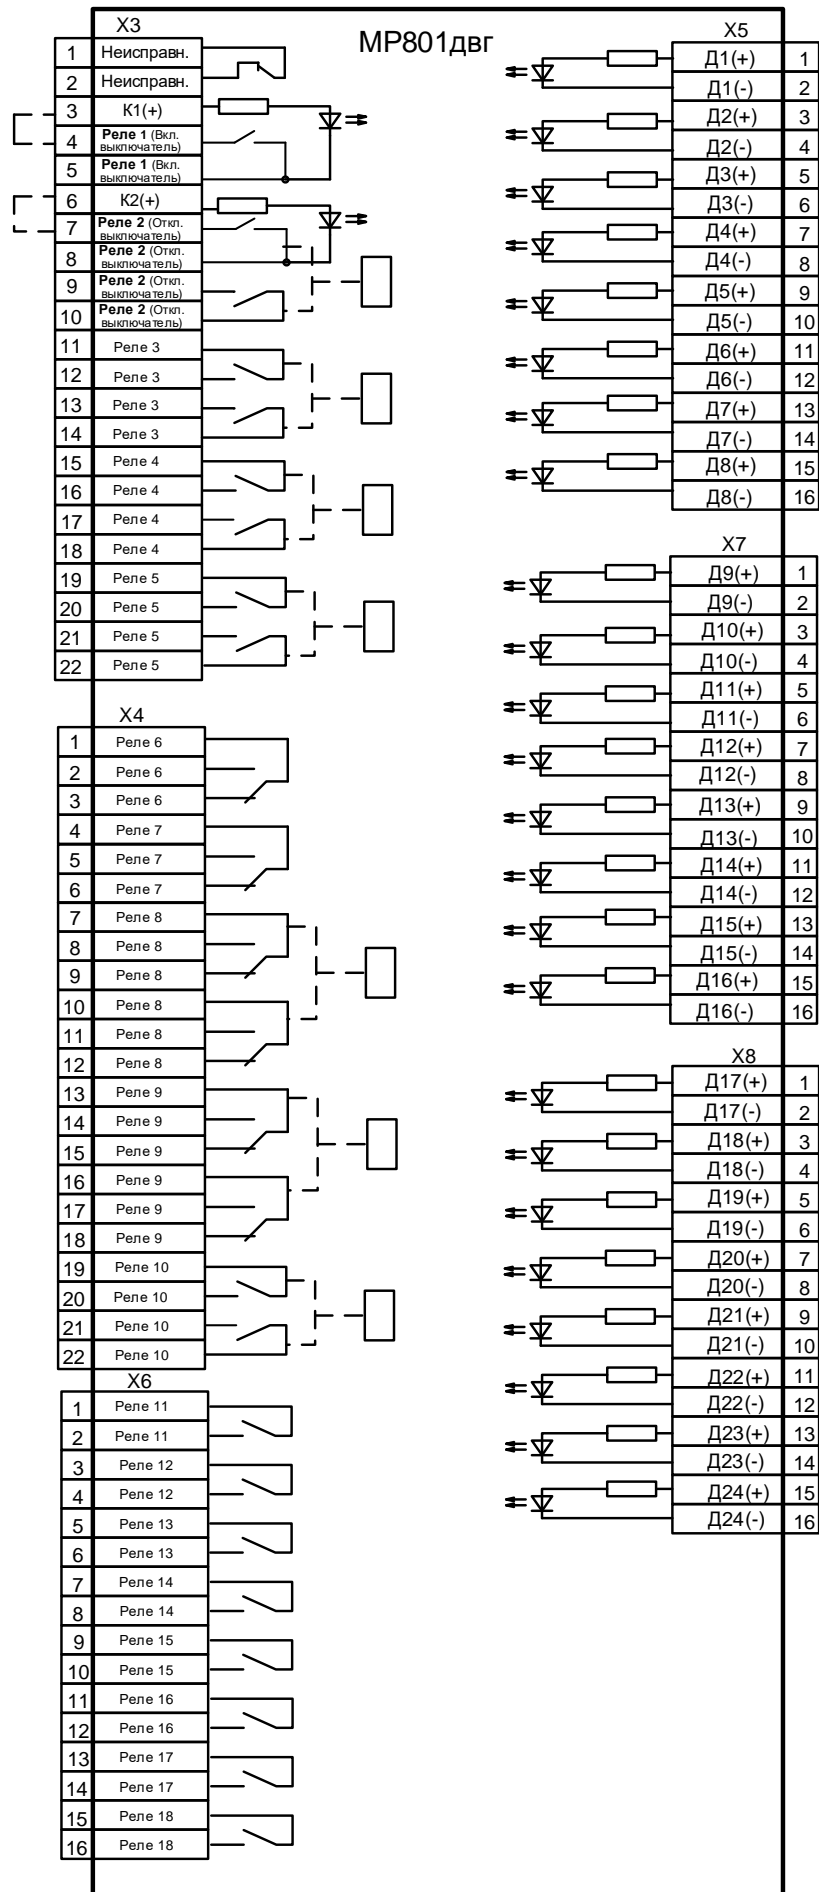 МР801двг
X3
1 Неисправн.
2 Неисправн.
3 К1(+)
4 Реле 1 (Вкл. выключатель)
5 Реле 1 (Вкл. выключатель)
6 К2(+)
7 Реле 2 (Откл. выключатель)
8 Реле 2 (Откл. выключатель)
9 Реле 2 (Откл. выключатель)
10 Реле 2 (Откл. выключатель)
11 Реле 3
12 Реле 3
13 Реле 3
14 Реле 3
15 Реле 4
16 Реле 4
17 Реле 4
18 Реле 4
19 Реле 5
20 Реле 5
21 Реле 5
22 Реле 5
X4
1 Реле 6
2 Реле 6
3 Реле 6
4 Реле 7
5 Реле 7
6 Реле 7
7 Реле 8
8 Реле 8
9 Реле 8
10 Реле 8
11 Реле 8
12 Реле 8
13 Реле 9
14 Реле 9
15 Реле 9
16 Реле 9
17 Реле 9
18 Реле 9
19 Реле 10
20 Реле 10
21 Реле 10
22 Реле 10
X6
1 Реле 11
2 Реле 11
3 Реле 12
4 Реле 12
5 Реле 13
6 Реле 13
7 Реле 14
8 Реле 14
9 Реле 15
10 Реле 15
11 Реле 16
12 Реле 16
13 Реле 17
14 Реле 17
15 Реле 18
16 Реле 18
X5
Д1(+) 1
Д1(-) 2
Д2(+) 3
Д2(-) 4
Д3(+) 5
Д3(-) 6
Д4(+) 7
Д4(-) 8
Д5(+) 9
Д5(-) 10
Д6(+) 11
Д6(-) 12
Д7(+) 13
Д7(-) 14
Д8(+) 15
Д8(-) 16
X7
Д9(+) 1
Д9(-) 2
Д10(+) 3
Д10(-) 4
Д11(+) 5
Д11(-) 6
Д12(+) 7
Д12(-) 8
Д13(+) 9
Д13(-) 10
Д14(+) 11
Д14(-) 12
Д15(+) 13
Д15(-) 14
Д16(+) 15
Д16(-) 16
X8
Д17(+) 1
Д17(-) 2
Д18(+) 3
Д18(-) 4
Д19(+) 5
Д19(-) 6
Д20(+) 7
Д20(-) 8
Д21(+) 9
Д21(-) 10
Д22(+) 11
Д22(-) 12
Д23(+) 13
Д23(-) 14
Д24(+) 15
Д24(-) 16